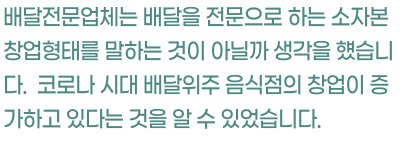 배달전문업체는 배달을 전문으로 하는 소자본
창업형태를 말하는 것이 아닐까 생각을 헀습니
다.  코로나 시대 배달위주 음식점의 창업이 증
가하고 있다는 것을 알 수 있었습니다.